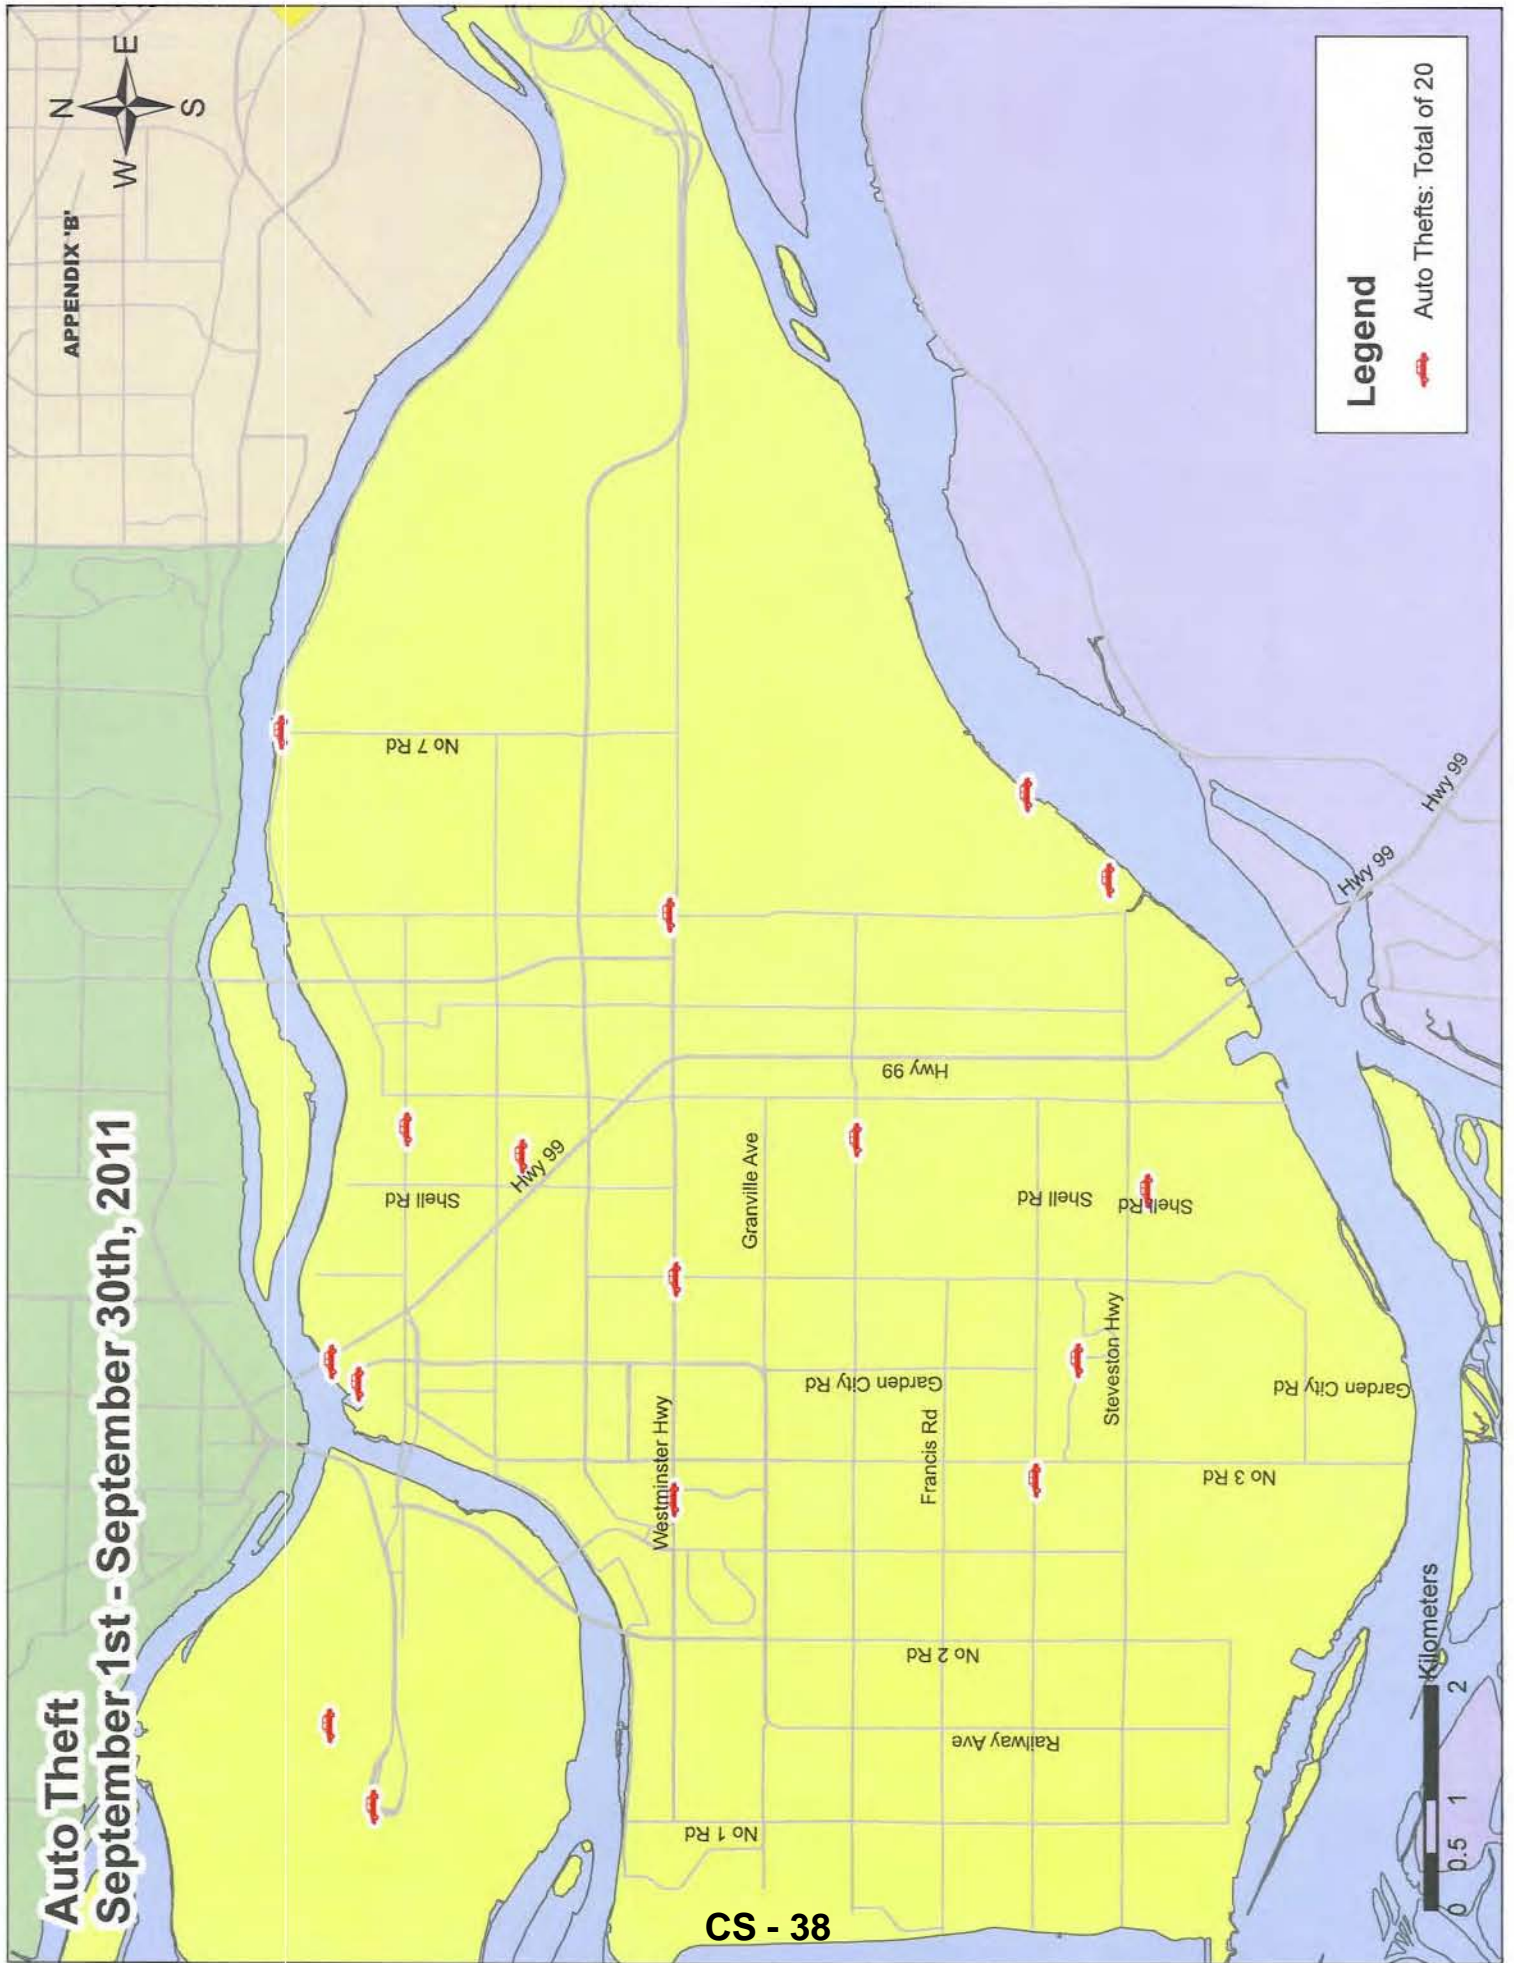 Auto Theft
September 1st - September 30th, 2011
APPENDIX 'B'
N
W
E
S
No 7 Rd
Shell Rd
Hwy 99
Hwy 99
Granville Ave
Westminster Hwy
Garden City Rd
Francis Rd
Shell Rd
Shell Rd
Steveston Hwy
Garden City Rd
No 3 Rd
No 2 Rd
Railway Ave
No 1 Rd
Hwy 99
Hwy 99
Legend
Auto Thefts: Total of 20
Kilometers
0 0.5 1 2
CS - 38